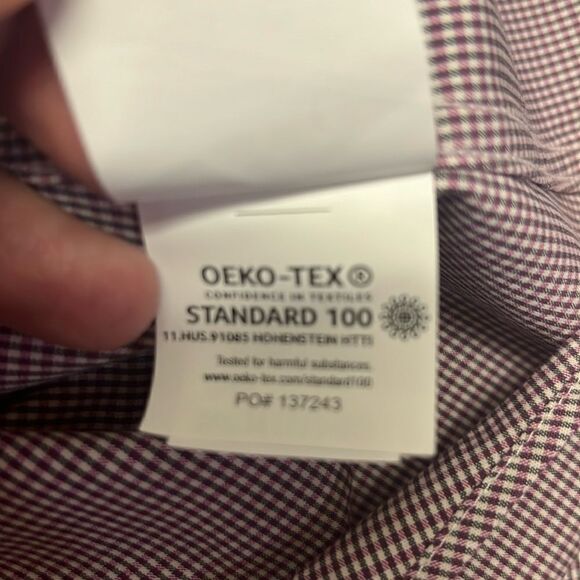 OEKO-TEX®
CONFIDENCE IN TEXTILES
STANDARD 100
11.HUS.91085 HOHENSTEIN HTTI
Tested for harmful substances.
www.oeko-tex.com/standard100
PO# 137243